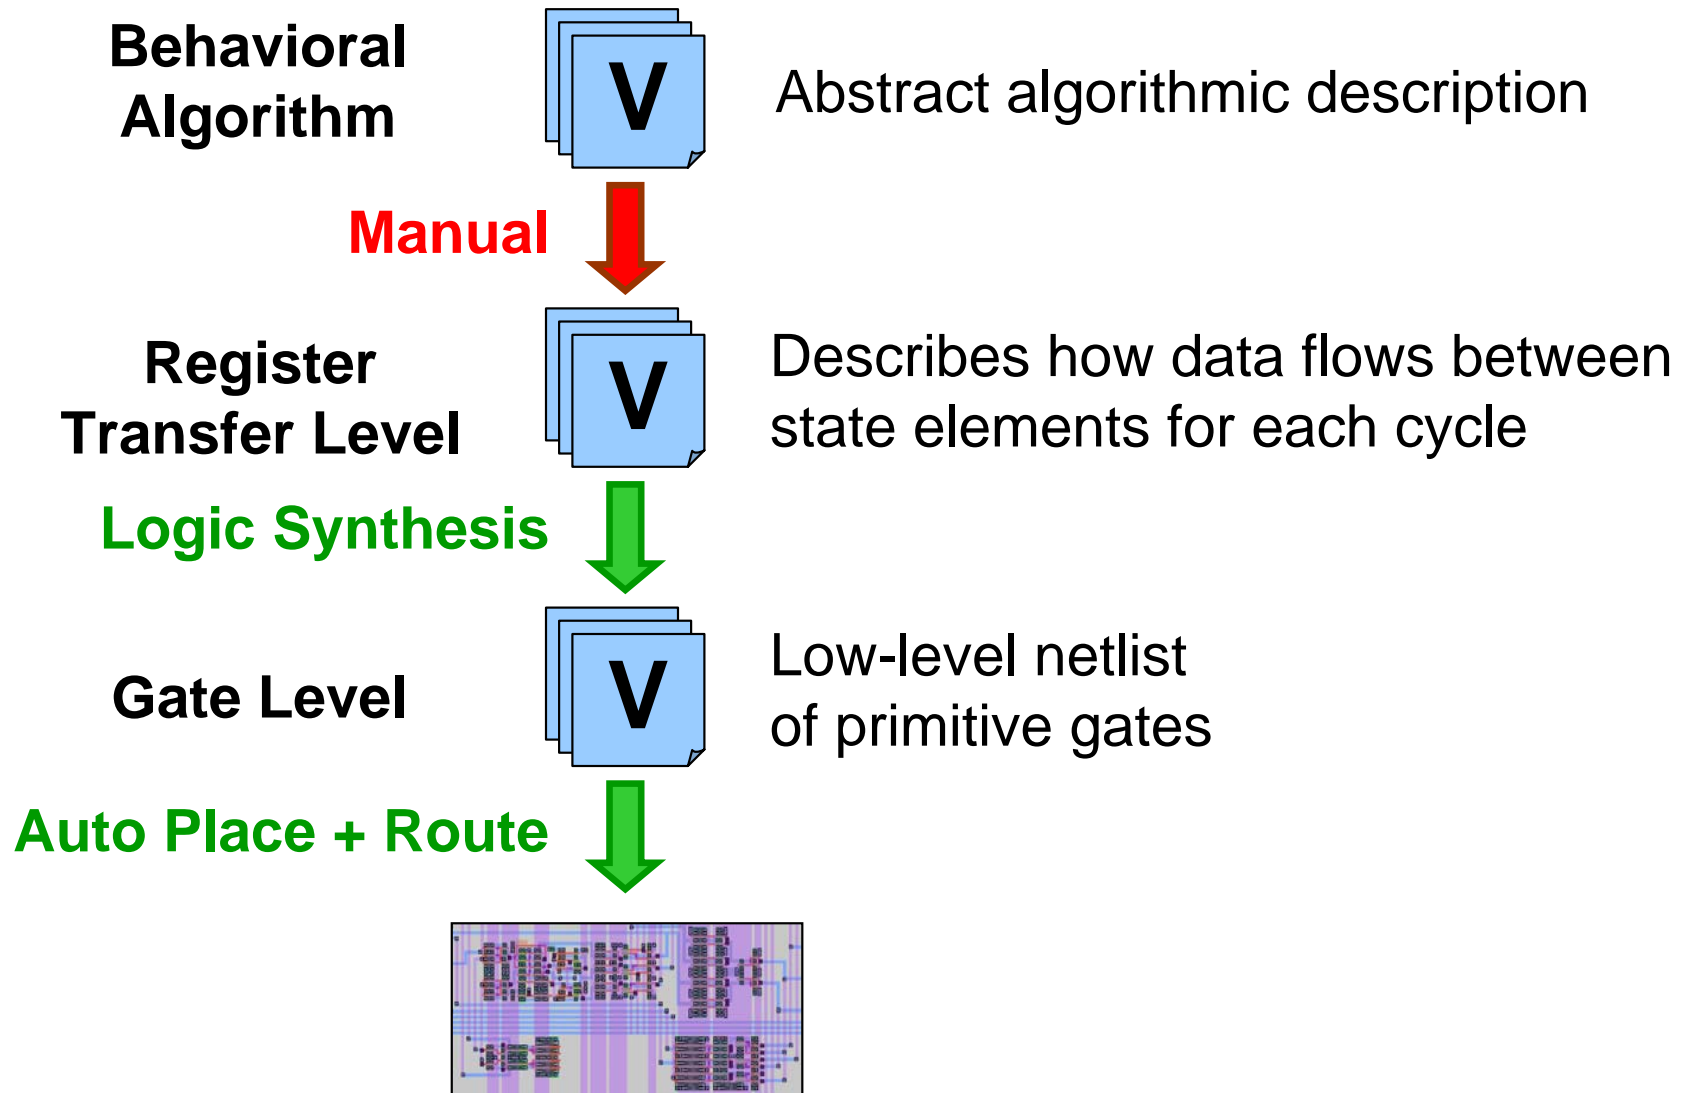 Behavioral
Algorithm
V
Abstract algorithmic description
Manual
Register
Transfer Level
V
Describes how data flows between
state elements for each cycle
Logic Synthesis
Gate Level
V
Low-level netlist
of primitive gates
Auto Place + Route